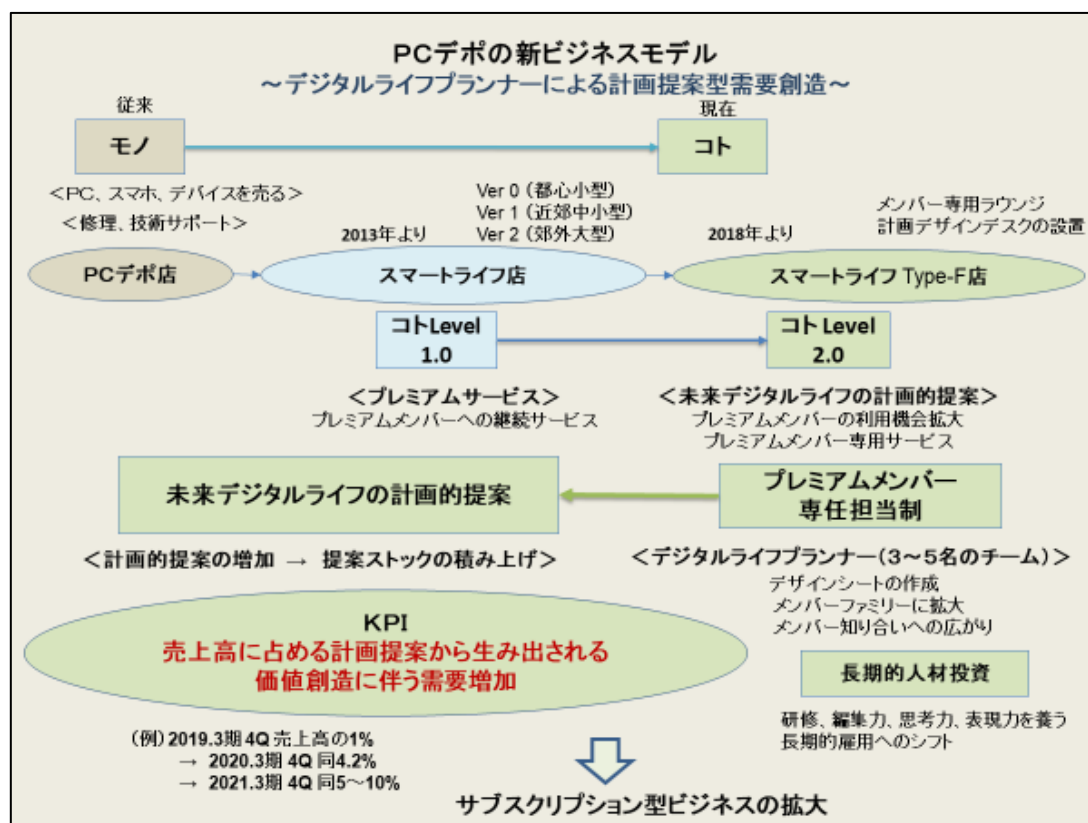 PCデポの新ビジネスモデル
～デジタルライフプランナーによる計画提案型需要創造～
従来
現在
モノ
コト
＜PC、スマホ、デバイスを売る＞
＜修理、技術サポート＞
Ver 0 （都心小型）
Ver 1 （近郊中小型）
Ver 2 （郊外大型）
メンバー専用ラウンジ
計画デザインデスクの設置
2013年より
2018年より
PCデポ店
スマートライフ店
スマートライフ Type-F店
コトLevel
1.0
コト Level
2.0
＜プレミアムサービス＞
プレミアムメンバーへの継続サービス
＜未来デジタルライフの計画的提案＞
プレミアムメンバーの利用機会拡大
プレミアムメンバー専用サービス
未来デジタルライフの計画的提案
プレミアムメンバー
専任担当制
＜計画的提案の増加 → 提案ストックの積み上げ＞
＜デジタルライフプランナー（3～5名のチーム）＞
デザインシートの作成
メンバーファミリーに拡大
メンバー知り合いへの広がり
KPI
売上高に占める計画提案から生み出される
価値創造に伴う需要増加
長期的人材投資
研修、編集力、思考力、表現力を養う
長期的雇用へのシフト
（例）2019.3期 4Q 売上高の1%
→ 2020.3期 4Q 同4.2%
→ 2021.3期 4Q 同5～10%
サブスクリプション型ビジネスの拡大